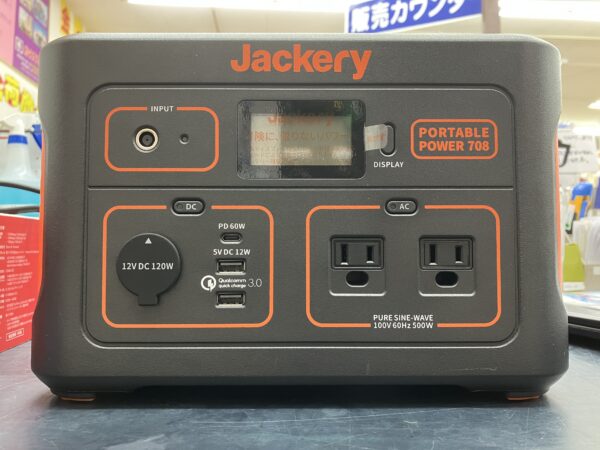 販売カウンタ
Jackery
INPUT
Jackery
DISPLAY
PORTABLE
POWER 708
DC
AC
PD 60W
5V DC 12W
12V DC 120W
Qualcomm
quick charge 3.0
PURE SINE-WAVE
100V 60Hz 500W